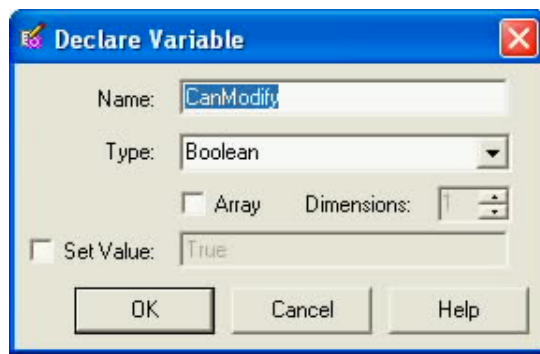 Declare Variable
Name: CanModify
Type: Boolean
Array Dimensions: 1
Set Value: True
OK Cancel Help